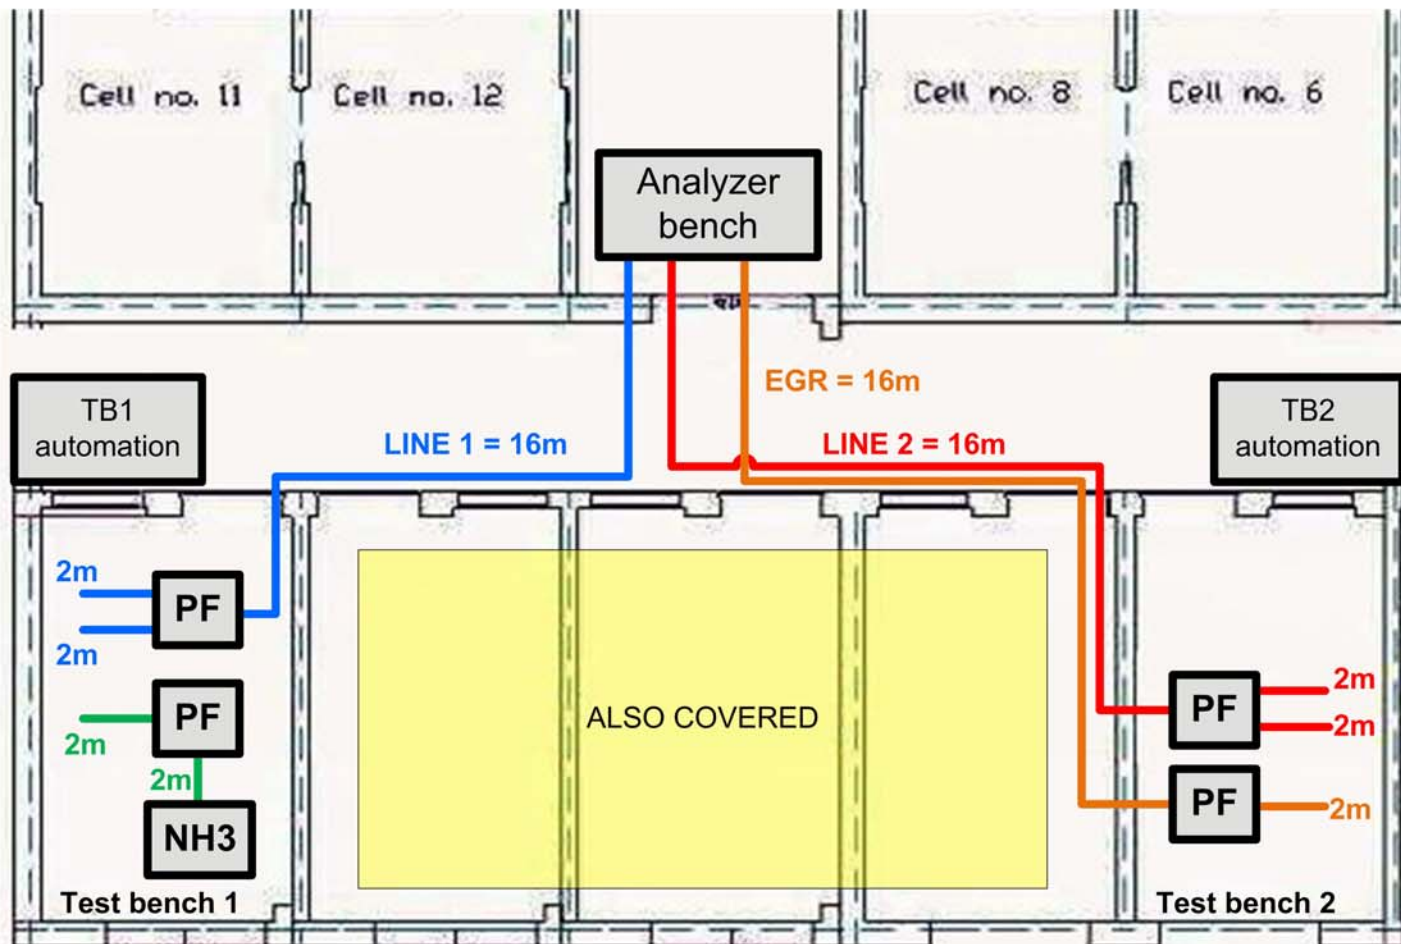 Cell no. 11
Cell no. 12
Cell no. 8
Cell no. 6
Analyzer
bench
EGR = 16m
TB1
automation
TB2
automation
LINE 1 = 16m
LINE 2 = 16m
2m
PF
2m
PF
2m
2m
NH3
Test bench 1
ALSO COVERED
PF
2m
2m
PF
2m
Test bench 2